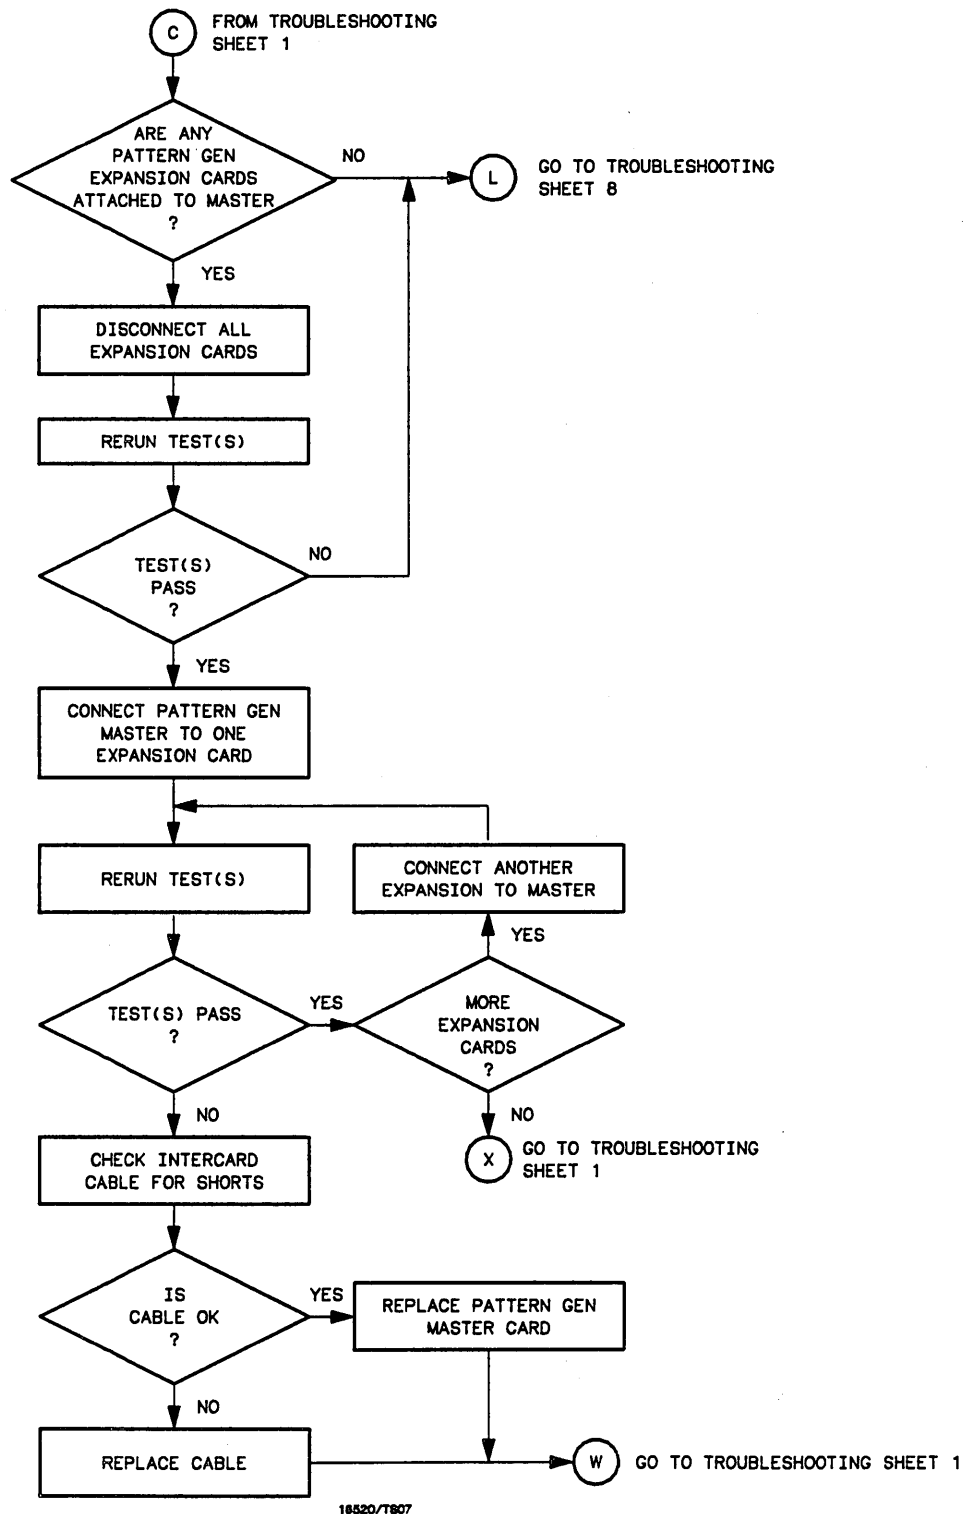 C
FROM TROUBLESHOOTING
SHEET 1
ARE ANY
PATTERN GEN
EXPANSION CARDS
ATTACHED TO MASTER
?
NO
L
GO TO TROUBLESHOOTING
SHEET 8
YES
DISCONNECT ALL
EXPANSION CARDS
RERUN TEST(S)
TEST(S)
PASS
?
NO
YES
CONNECT PATTERN GEN
MASTER TO ONE
EXPANSION CARD
RERUN TEST(S)
CONNECT ANOTHER
EXPANSION TO MASTER
YES
TEST(S) PASS
?
YES
MORE
EXPANSION
CARDS
?
NO
NO
X
GO TO TROUBLESHOOTING
SHEET 1
CHECK INTERCARD
CABLE FOR SHORTS
IS
CABLE OK
?
YES
REPLACE PATTERN GEN
MASTER CARD
NO
REPLACE CABLE
W
GO TO TROUBLESHOOTING SHEET 1
16520/TS07